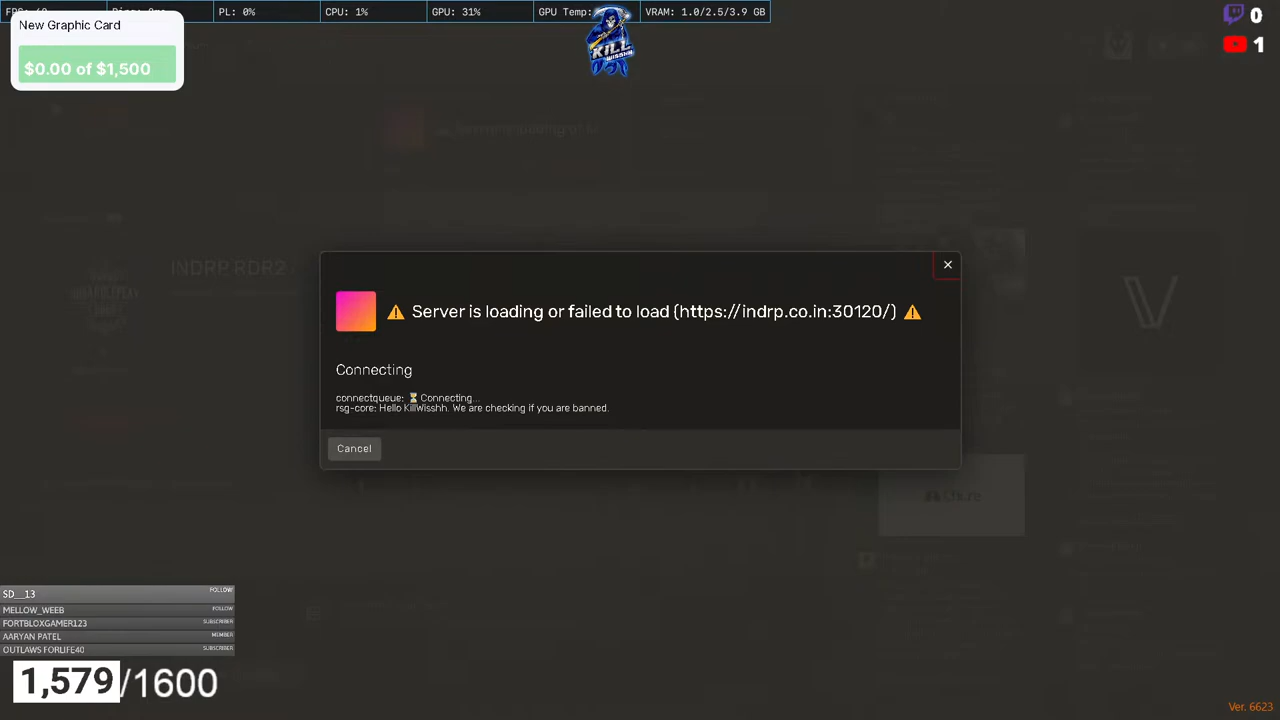 PL: 0%
CPU: 1%
GPU: 31%
GPU Temp:
VRAM: 1.0/2.5/3.9 GB
New Graphic Card
$0.00 of $1,500
KILL
WISSHH
0
1
INDRP RDR2
⚠ Server is loading or failed to load (https://indrp.co.in:30120/) ⚠
Connecting
connectqueue: ⏳ Connecting...
rsg-core: Hello KillWisshh. We are checking if you are banned.
Cancel
SD__13 FOLLOW
MELLOW_WEEB FOLLOW
FORTBLOXGAMER123 SUBSCRIBER
AARYAN PATEL MEMBER
OUTLAWS FORLIFE40 SUBSCRIBER
1,579/1600
Ver. 6623